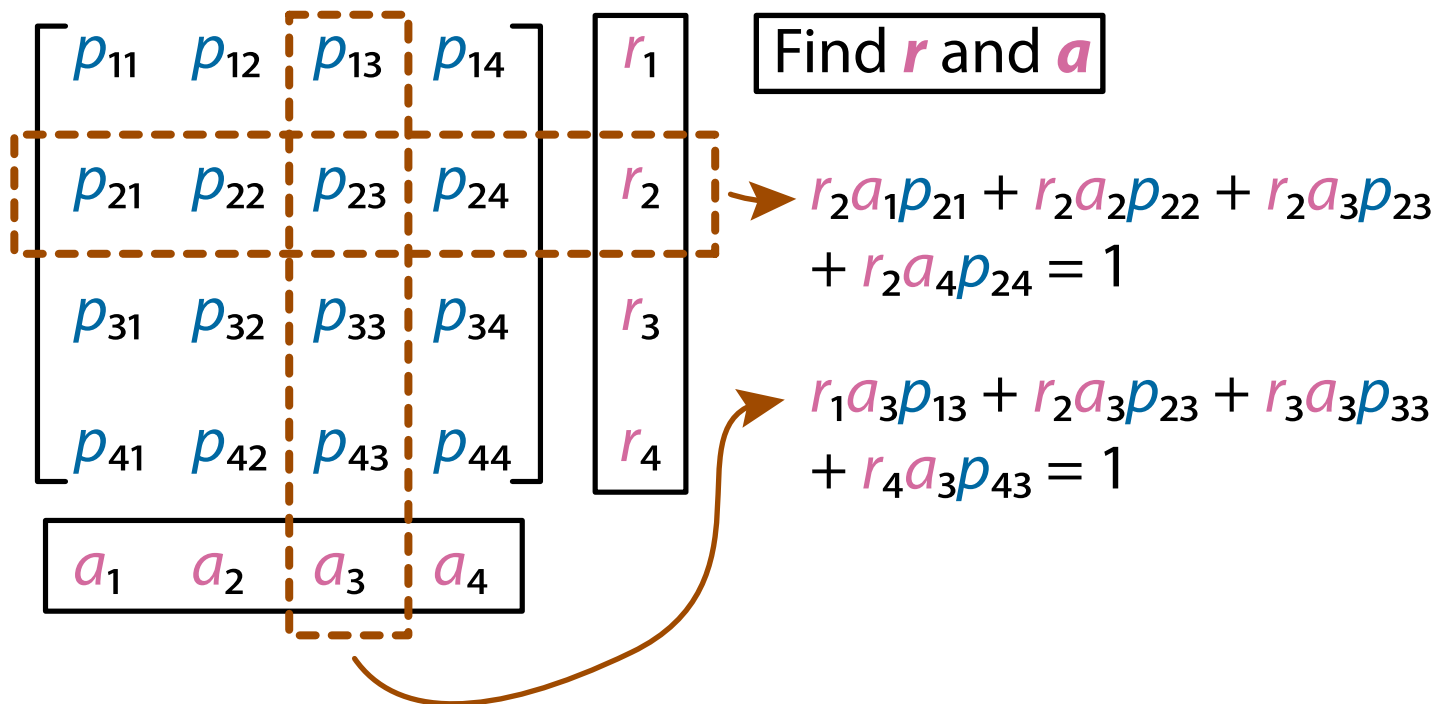 p₁₁ p₁₂ p₁₃ p₁₄ r₁
Find r and a
p₂₁ p₂₂ p₂₃ p₂₄ r₂
r₂a₁p₂₁ + r₂a₂p₂₂ + r₂a₃p₂₃
+ r₂a₄p₂₄ = 1
p₃₁ p₃₂ p₃₃ p₃₄ r₃
r₁a₃p₁₃ + r₂a₃p₂₃ + r₃a₃p₃₃
+ r₄a₃p₄₃ = 1
p₄₁ p₄₂ p₄₃ p₄₄ r₄
a₁ a₂ a₃ a₄